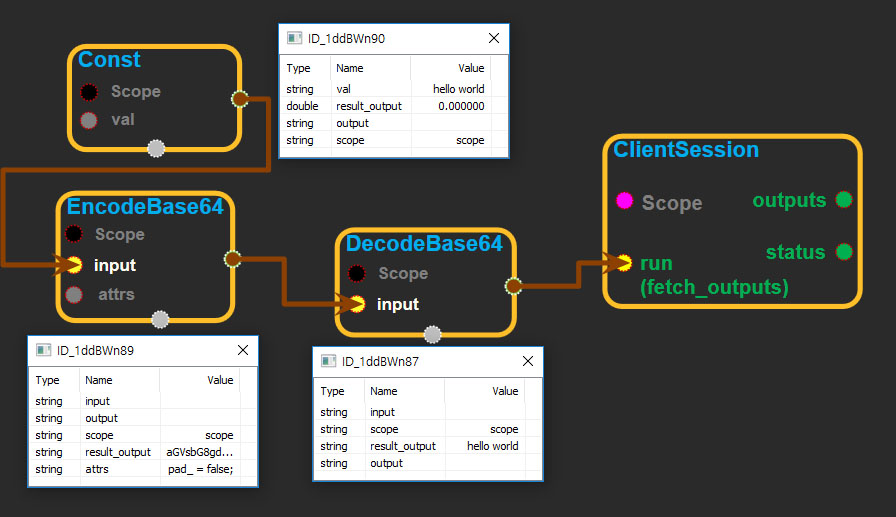 Const
Scope
val
ID_1ddBWn90
Type Name Value
string val hello world
double result_output 0.000000
string output
string scope scope
EncodeBase64
Scope
input
attrs
DecodeBase64
Scope
input
ClientSession
Scope outputs
status
run
(fetch_outputs)
ID_1ddBWn89
Type Name Value
string input
string output
string scope scope
string result_output aGVsbG8gd...
string attrs pad_ = false;
ID_1ddBWn87
Type Name Value
string input
string scope scope
string result_output hello world
string output